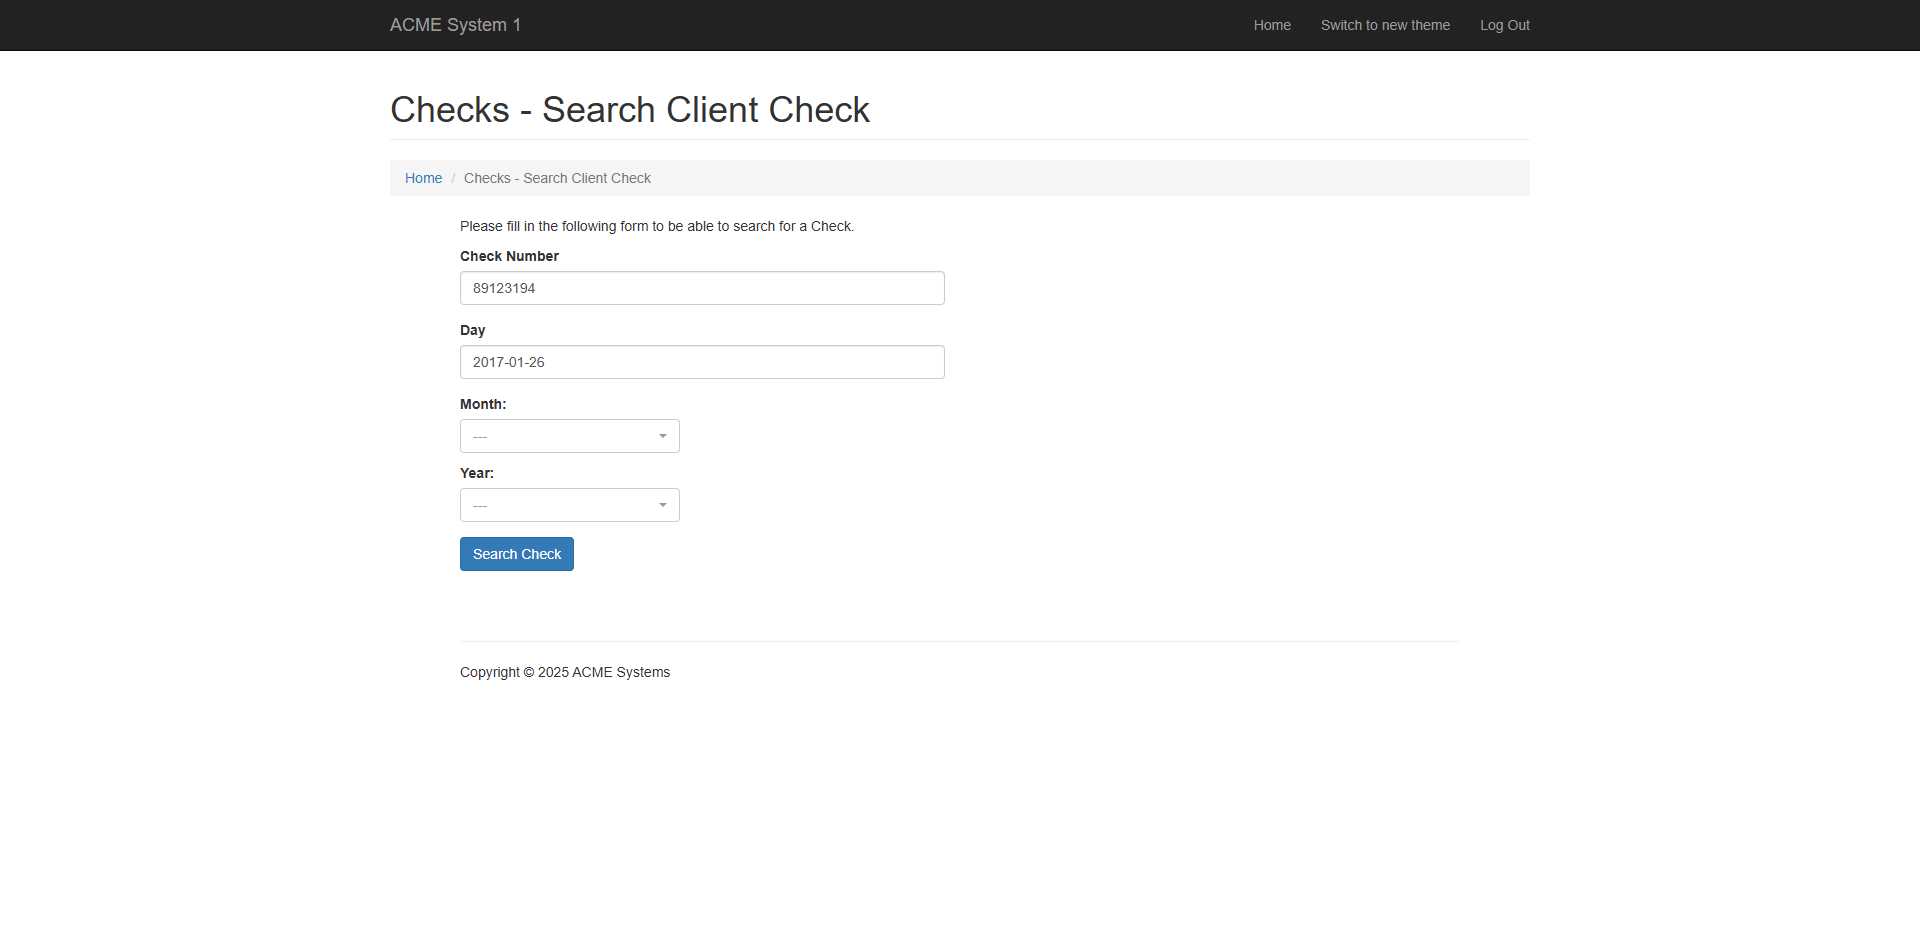 ACME System 1
Home
Switch to new theme
Log Out
Checks - Search Client Check
Home / Checks - Search Client Check
Please fill in the following form to be able to search for a Check.
Check Number
89123194
Day
2017-01-26
Month:
---
Year:
---
Search Check
Copyright © 2025 ACME Systems